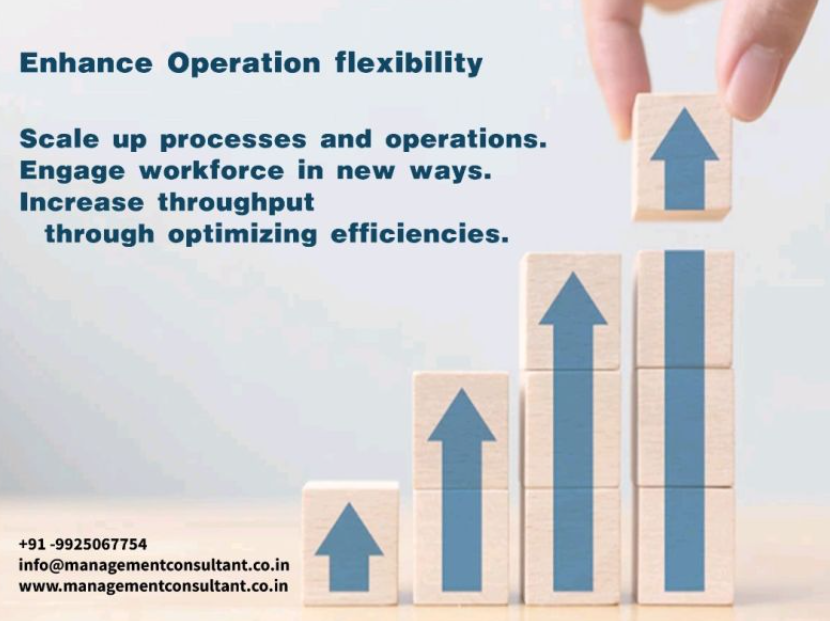 Enhance Operation flexibility
Scale up processes and operations.
Engage workforce in new ways.
Increase throughput
through optimizing efficiencies.
+91 -9925067754
info@managementconsultant.co.in
www.managementconsultant.co.in